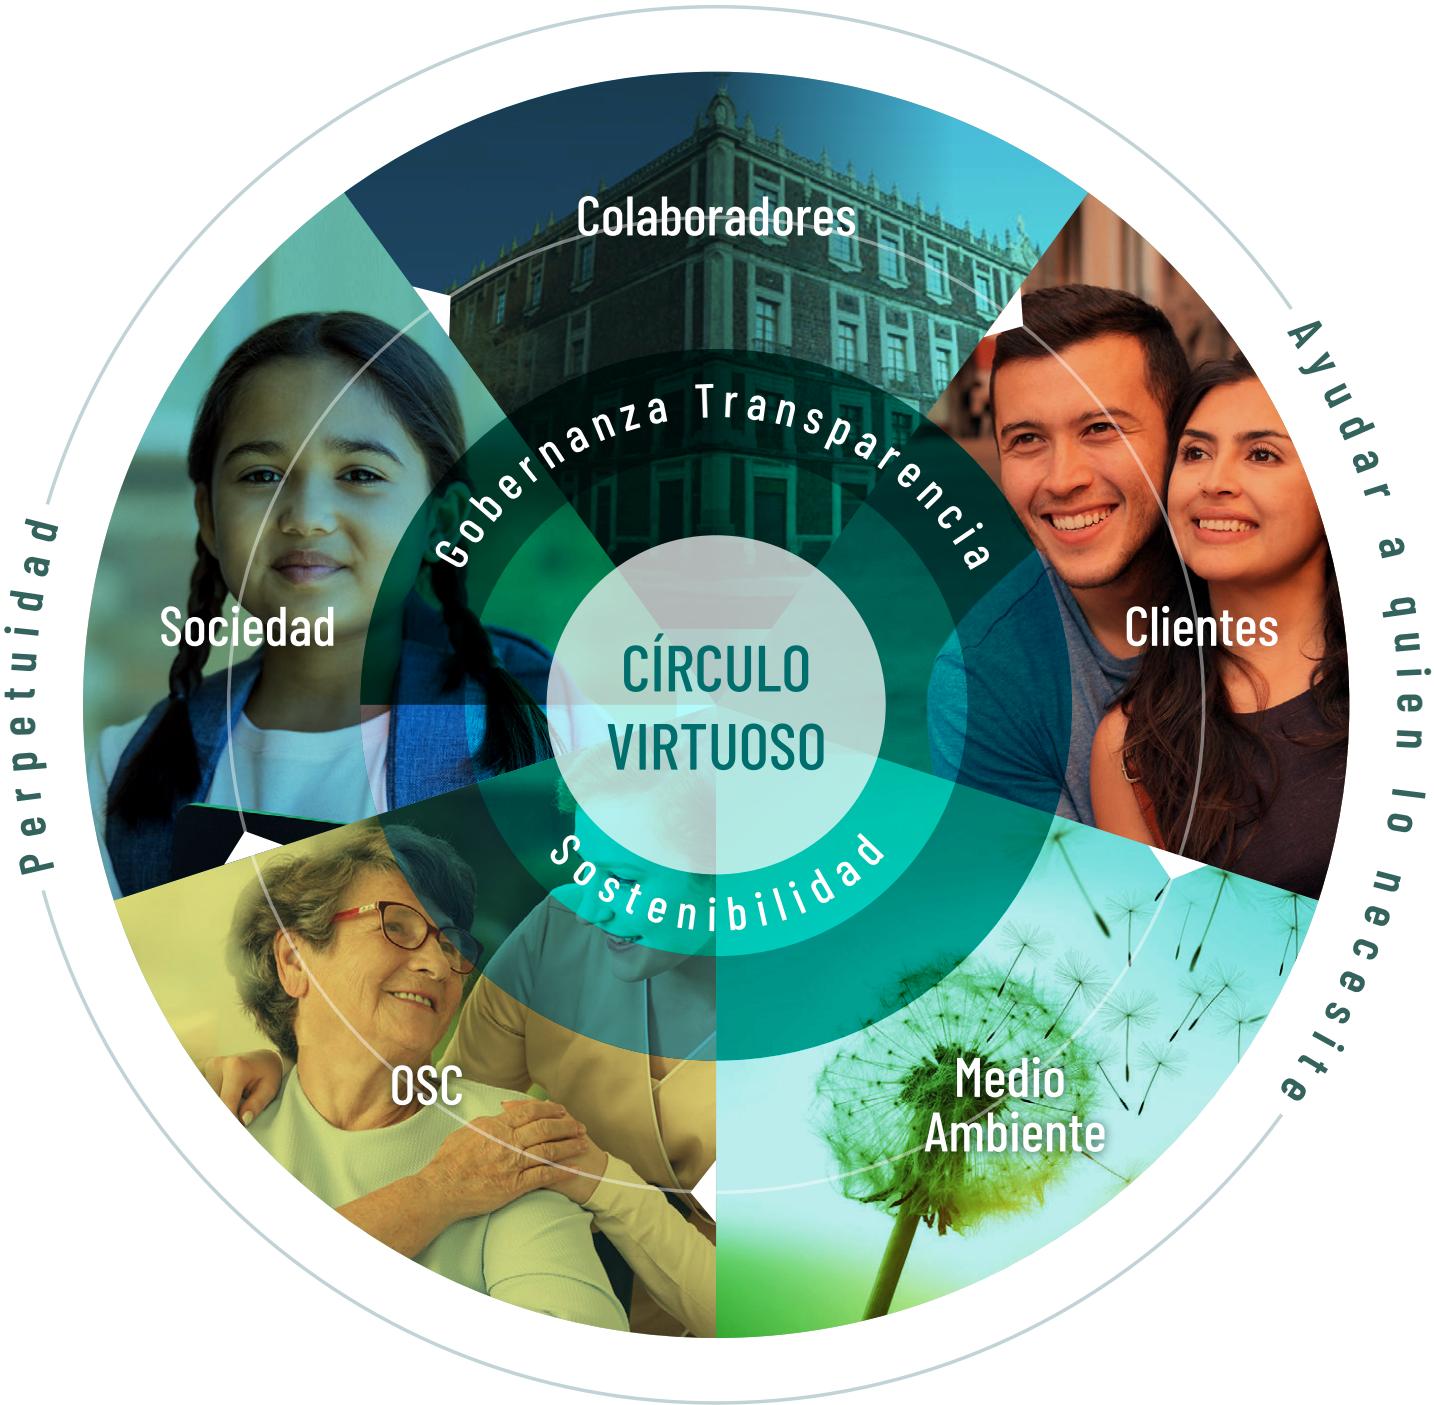 Colaboradores
Gobernanza Transparencia
Sociedad
CÍRCULO
VIRTUOSO
Clientes
Sostenibilidad
OSC
Medio
Ambiente
Perpetuidad
Ayudar a quien lo necesite